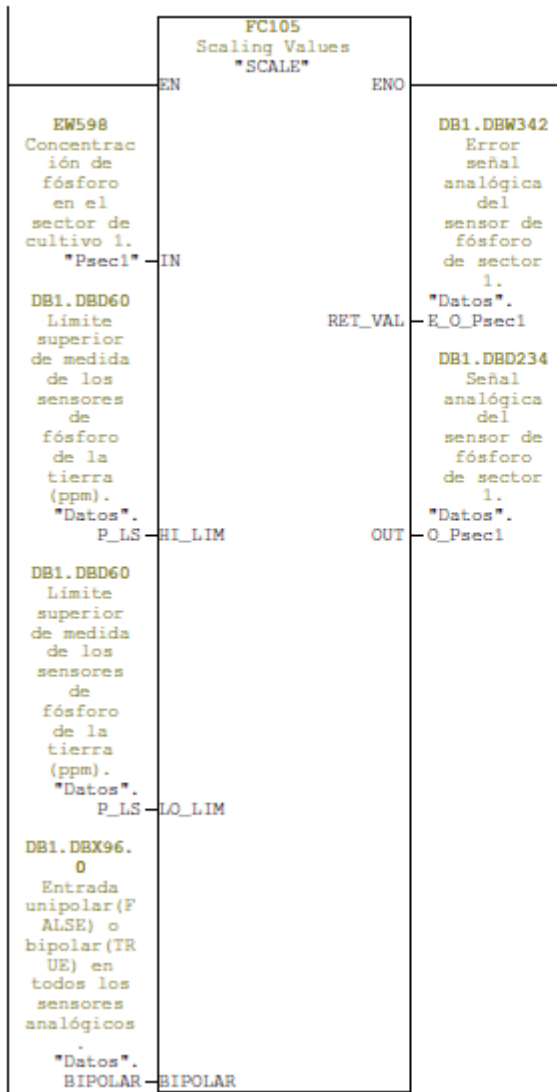 FC105
Scaling Values
"SCALE"
EN
ENO
EW598
Concentrac
ión de
fósforo
en el
sector de
cultivo 1.
"Psec1"
IN
DB1.DBW342
Error
señal
analógica
del
sensor de
fósforo
de sector
1.
"Datos".
RET_VAL
E_O_Psec1
DB1.DBD60
Límite
superior
de medida
de los
sensores
de
fósforo
de la
tierra
(ppm).
"Datos".
P_LS
HI_LIM
DB1.DBD234
Señal
analógica
del
sensor de
fósforo
de sector
1.
"Datos".
OUT
O_Psec1
DB1.DBD60
Límite
superior
de medida
de los
sensores
de
fósforo
de la
tierra
(ppm).
"Datos".
P_LS
LO_LIM
DB1.DBX96.
0
Entrada
unipolar(F
ALSE) o
bipolar(TR
UE) en
todos los
sensores
analógicos
.
"Datos".
BIPOLAR
BIPOLAR